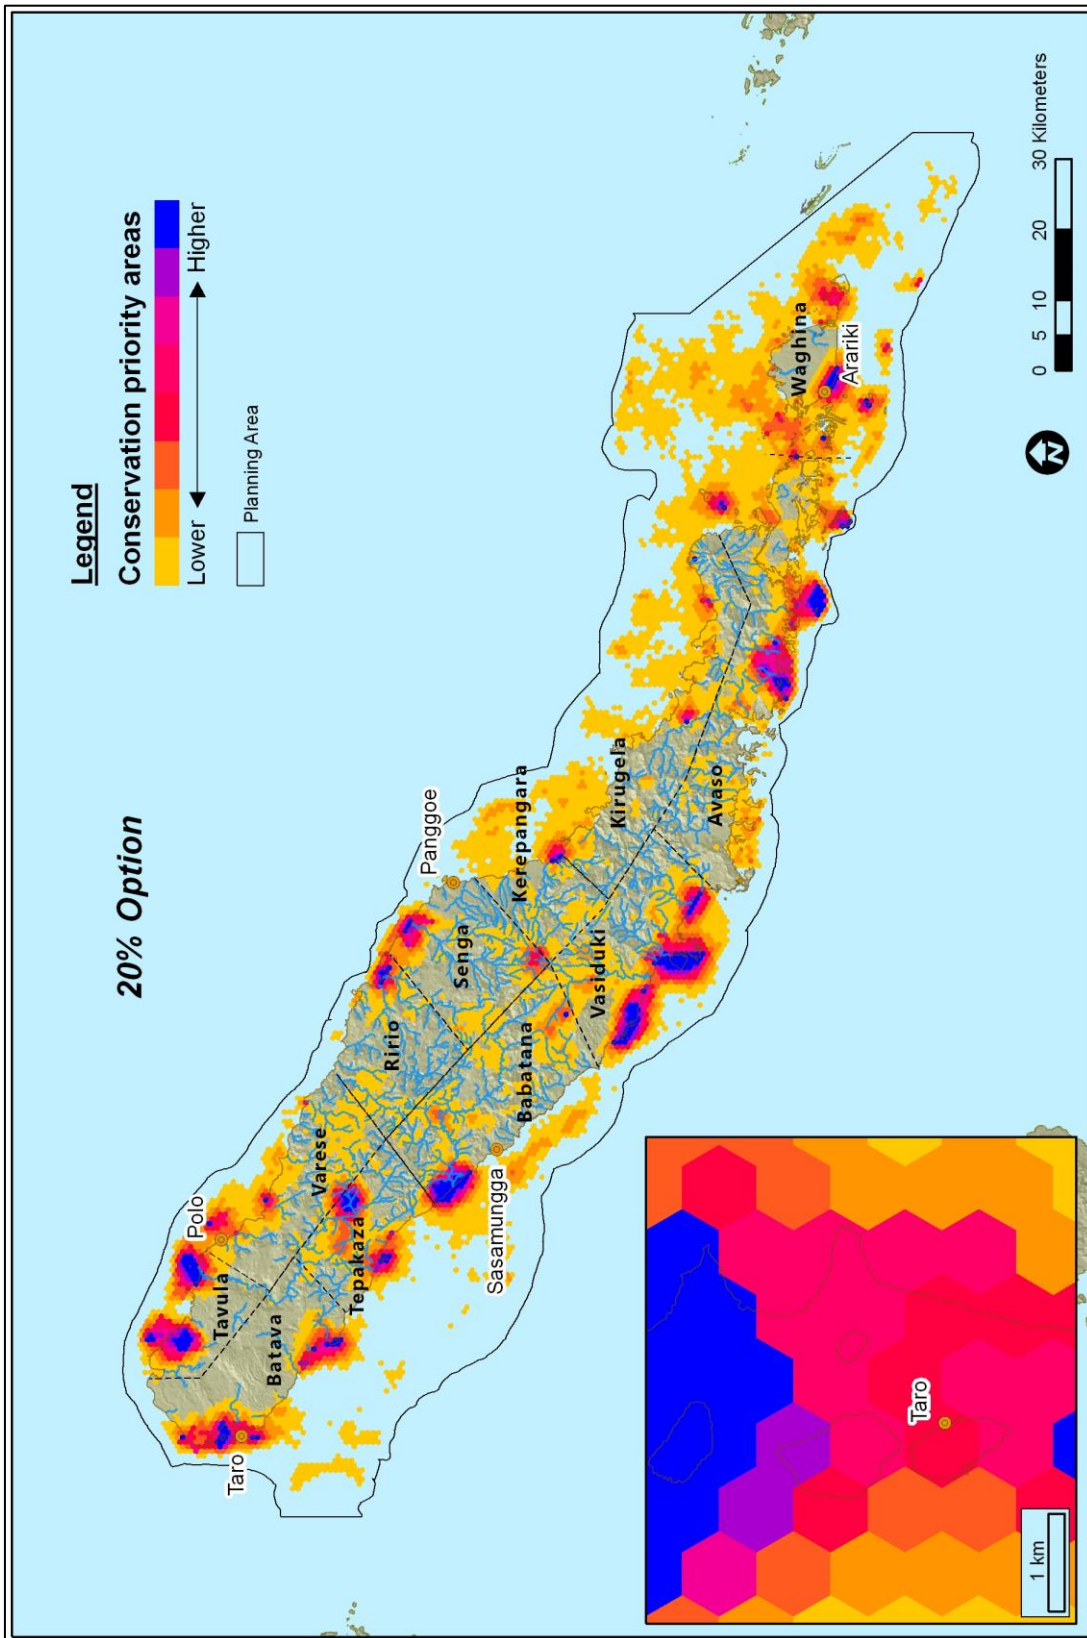 20% Option
Legend
Conservation priority areas
Lower
Higher
Planning Area
Polo
Panggoe
Tavula
Varese
Ririo
Senga
Kerepangara
Kirugela
Taro
Batava
Tepakaza
Babatana
Vasiduki
Avaso
Waghina
Sasamungga
Arariki
N
0
5
10
20
30 Kilometers
Taro
1 km